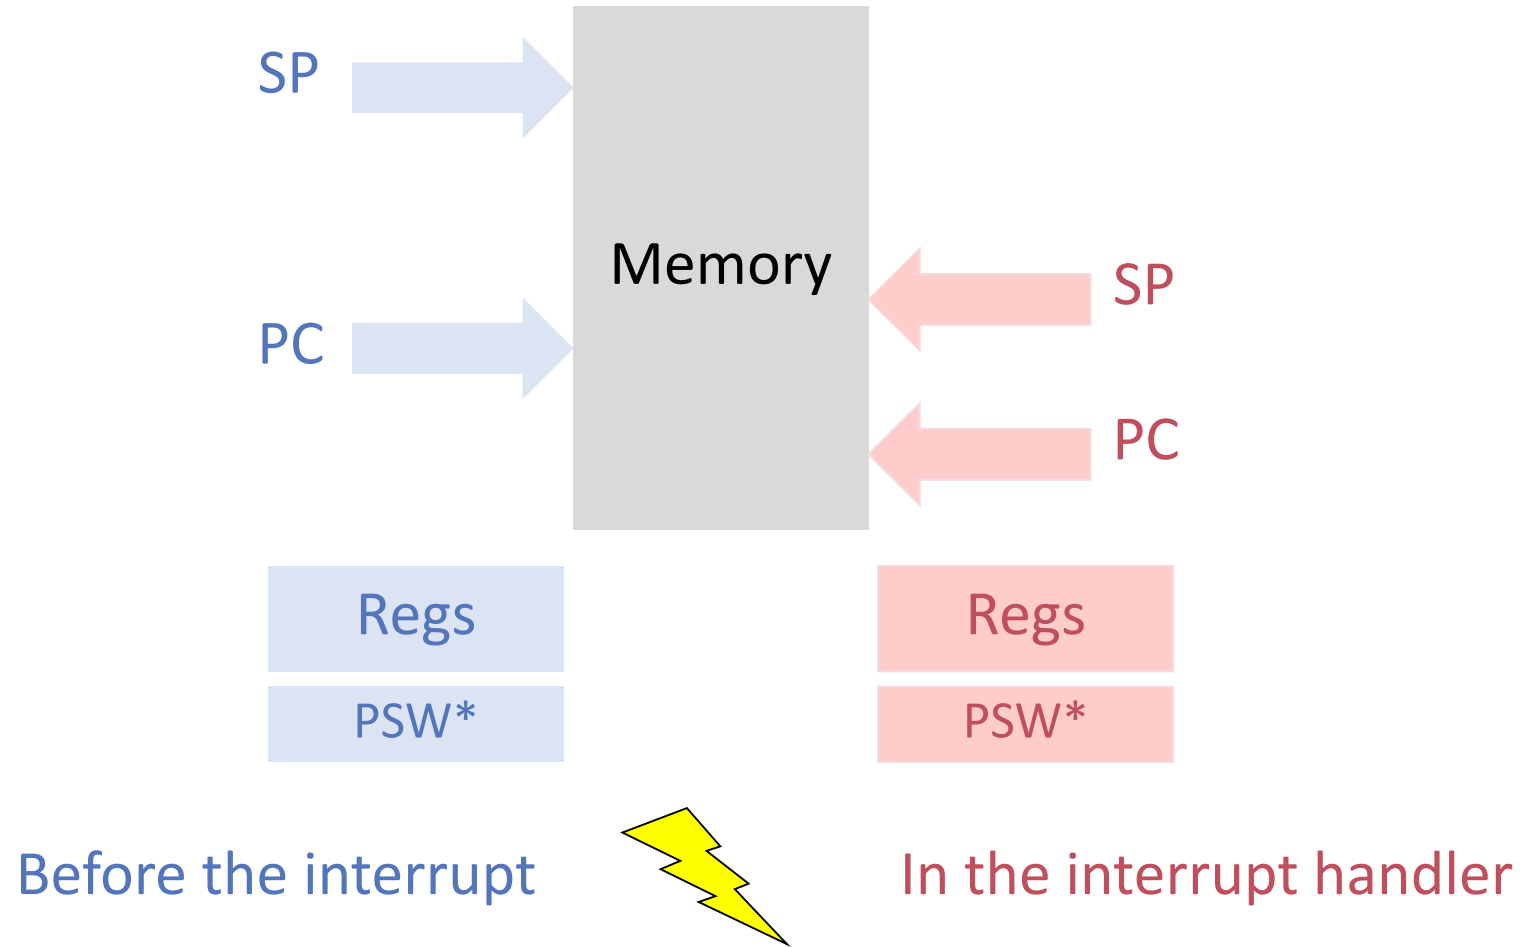 SP
Memory
SP
PC
PC
Regs
Regs
PSW*
PSW*
Before the interrupt
In the interrupt handler